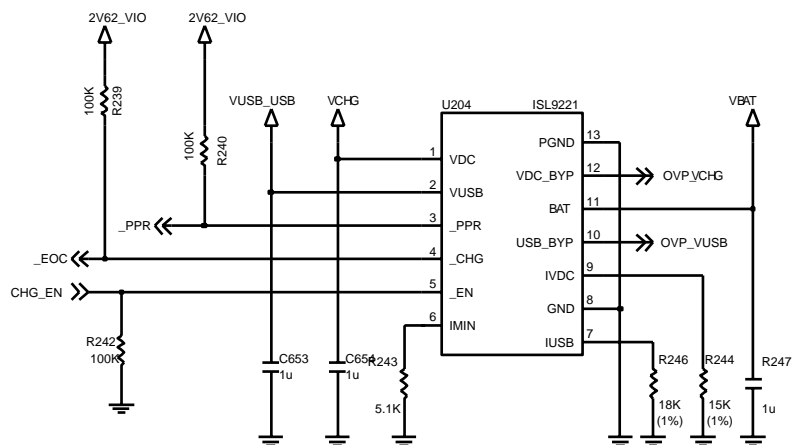 2V62_VIO
2V62_VIO
100K
R239
VUSB_USB
VCHG
U204
ISL9221
VBAT
100K
R240
PGND
13
1
VDC
VDC_BYP
12
OVP_VCHG
2
VUSB
BAT
11
_PPR
3
_PPR
USB_BYP
10
OVP_VUSB
_EOC
4
_CHG
IVDC
9
CHG_EN
5
_EN
GND
8
6
IMIN
IUSB
7
R242
100K
C653
1u
C654
1u
R243
5.1K
R246
18K
(1%)
R244
15K
(1%)
R247
1u